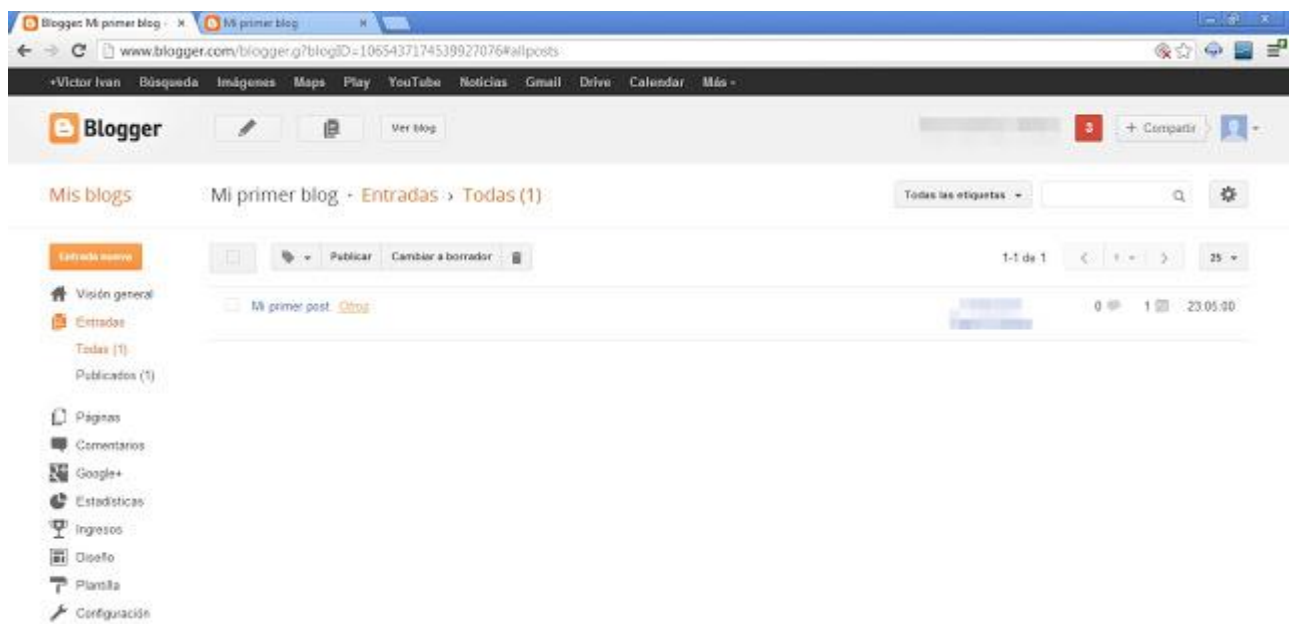 Blogger: Mi primer blog - Mi primer blog
www.blogger.com/blogger.g?blogID=1065437174539927076#allposts
+Victor Ivan Búsqueda Imágenes Maps Play YouTube Noticias Gmail Drive Calendar Más
Blogger Ver blog 3 + Compartir
Mis blogs Mi primer blog · Entradas › Todas (1) Todas las etiquetas
Entrada nueva Publicar Cambiar a borrador 1-1 de 1 1 25
Visión general
Mi primer post Otros 0 1 23:05:00
Entradas
Todas (1)
Publicados (1)
Páginas
Comentarios
Google+
Estadísticas
Ingresos
Diseño
Plantilla
Configuración